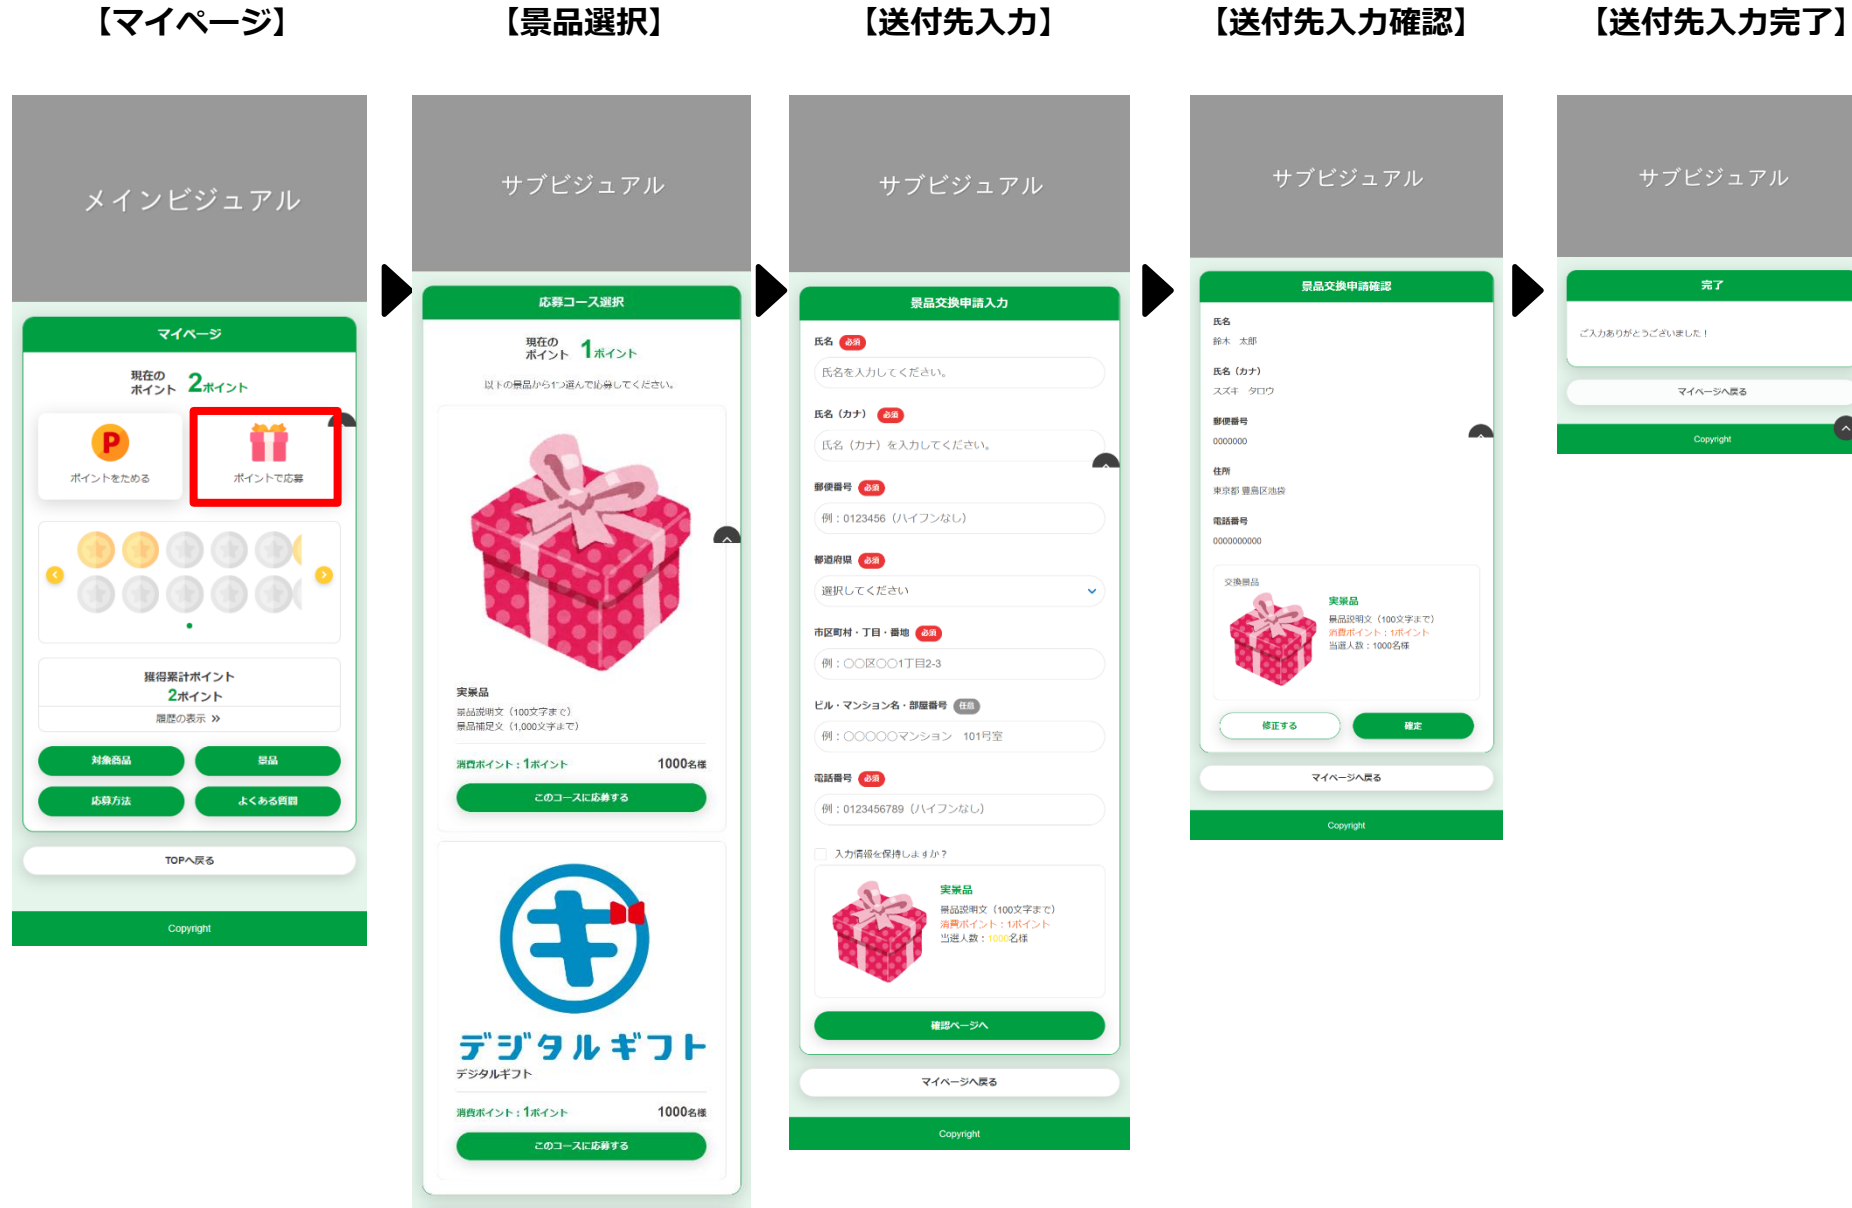 【マイページ】
【景品選択】
【送付先入力】
【送付先入力確認】
【送付先入力完了】
メインビジュアル
マイページ
現在の
ポイント 2ポイント
P
ポイントをためる
ポイントで応募
獲得累計ポイント
2ポイント
履歴の表示 »
対象商品
景品
応募方法
よくある質問
TOPへ戻る
Copyright
サブビジュアル
応募コース選択
現在の
ポイント 1ポイント
以下の景品から1つ選んで応募してください。
実景品
景品説明文（100文字まで）
景品補足文（1,000文字まで）
消費ポイント：1ポイント 1000名様
このコースに応募する
キ
デジタルギフト
デジタルギフト
消費ポイント：1ポイント 1000名様
このコースに応募する
サブビジュアル
景品交換申請入力
氏名 必須
氏名を入力してください。
氏名（カナ） 必須
氏名（カナ）を入力してください。
郵便番号 必須
例：0123456（ハイフンなし）
都道府県 必須
選択してください
市区町村・丁目・番地 必須
例：〇〇区〇〇1丁目2-3
ビル・マンション名・部屋番号 任意
例：〇〇〇〇〇マンション 101号室
電話番号 必須
例：0123456789（ハイフンなし）
入力情報を保持しますか？
実景品
景品説明文（100文字まで）
消費ポイント：1ポイント
当選人数：1000名様
確認ページへ
マイページへ戻る
Copyright
サブビジュアル
景品交換申請確認
氏名
鈴木 太郎
氏名（カナ）
スズキ タロウ
郵便番号
0000000
住所
東京都 豊島区池袋
電話番号
0000000000
交換景品
実景品
景品説明文（100文字まで）
消費ポイント：1ポイント
当選人数：1000名様
修正する
確定
マイページへ戻る
Copyright
サブビジュアル
完了
ご入力ありがとうございました！
マイページへ戻る
Copyright